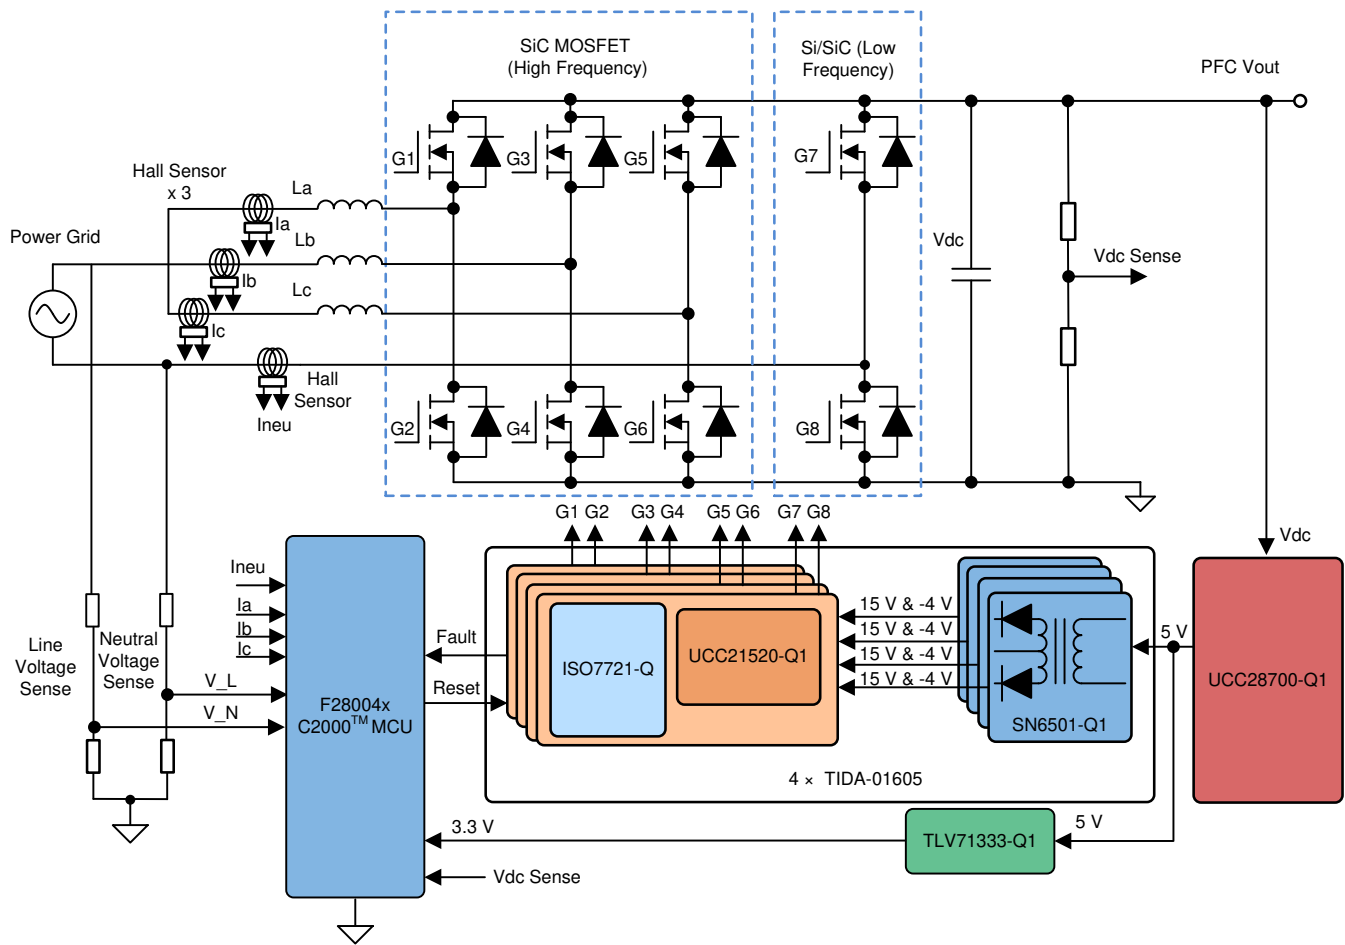 SiC MOSFET
(High Frequency)
Si/SiC (Low
Frequency)
PFC Vout
G1
G3
G5
G7
Hall Sensor
x 3
La
Ia
Power Grid
Lb
Ib
Vdc
Vdc Sense
Lc
Ic
Hall
Sensor
Ineu
G2
G4
G6
G8
G1 G2
G3 G4
G5 G6
G7 G8
Vdc
Ineu
Ia
Ib
Ic
Line
Voltage
Sense
Neutral
Voltage
Sense
V_L
V_N
F28004x
C2000™ MCU
Fault
Reset
ISO7721-Q
UCC21520-Q1
15 V & -4 V
15 V & -4 V
15 V & -4 V
15 V & -4 V
SN6501-Q1
5 V
UCC28700-Q1
4 × TIDA-01605
3.3 V
TLV71333-Q1
5 V
Vdc Sense